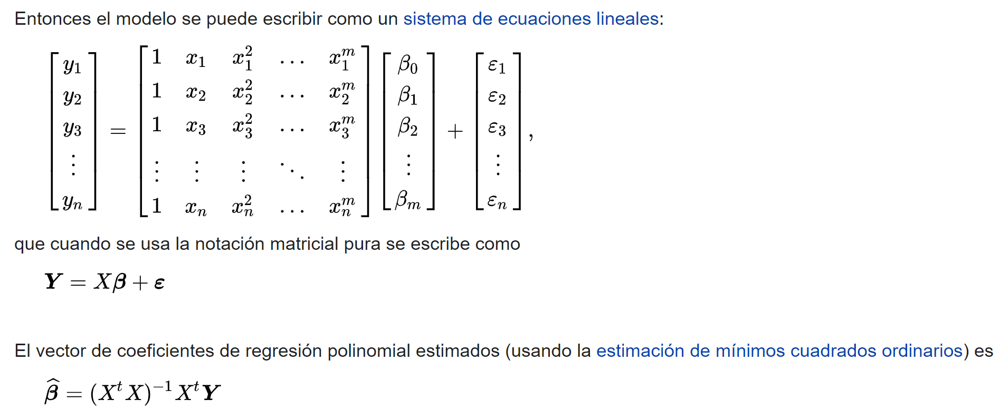 Entonces el modelo se puede escribir como un sistema de ecuaciones lineales:
$$\begin{bmatrix} y_1 \\ y_2 \\ y_3 \\ \vdots \\ y_n \end{bmatrix} = \begin{bmatrix} 1 & x_1 & x_1^2 & \dots & x_1^m \\ 1 & x_2 & x_2^2 & \dots & x_2^m \\ 1 & x_3 & x_3^2 & \dots & x_3^m \\ \vdots & \vdots & \vdots & \ddots & \vdots \\ 1 & x_n & x_n^2 & \dots & x_n^m \end{bmatrix} \begin{bmatrix} \beta_0 \\ \beta_1 \\ \beta_2 \\ \vdots \\ \beta_m \end{bmatrix} + \begin{bmatrix} \varepsilon_1 \\ \varepsilon_2 \\ \varepsilon_3 \\ \vdots \\ \varepsilon_n \end{bmatrix},$$
que cuando se usa la notación matricial pura se escribe como
$$\boldsymbol{Y} = X\boldsymbol{\beta} + \boldsymbol{\varepsilon}$$
El vector de coeficientes de regresión polinomial estimados (usando la estimación de mínimos cuadrados ordinarios) es
$$\widehat{\boldsymbol{\beta}} = (X^t X)^{-1} X^t \boldsymbol{Y}$$